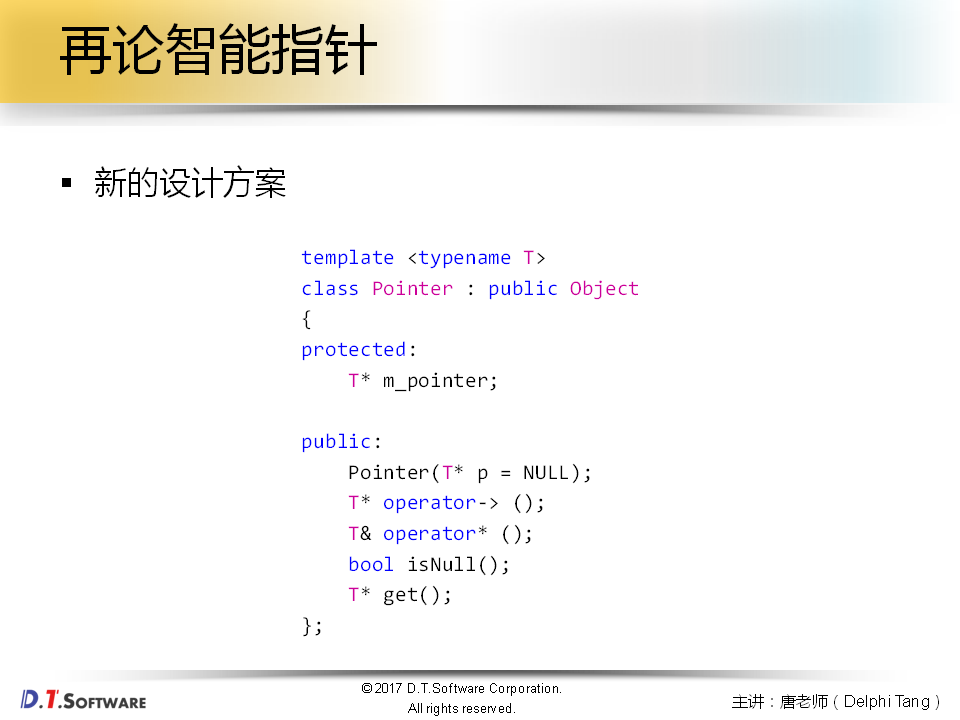 再论智能指针
▪ 新的设计方案
template <typename T>
class Pointer : public Object
{
protected:
    T* m_pointer;
public:
    Pointer(T* p = NULL);
    T* operator-> ();
    T& operator* ();
    bool isNull();
    T* get();
};
D.T.SOFTWARE
©2017 D.T.Software Corporation.
All rights reserved.
主讲：唐老师（Delphi Tang）